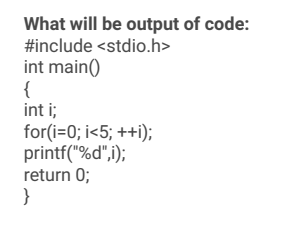 What will be output of code:
#include <stdio.h>
int main()
{
int i;
for(i=0; i<5; ++i);
printf("%d",i);
return 0;
}